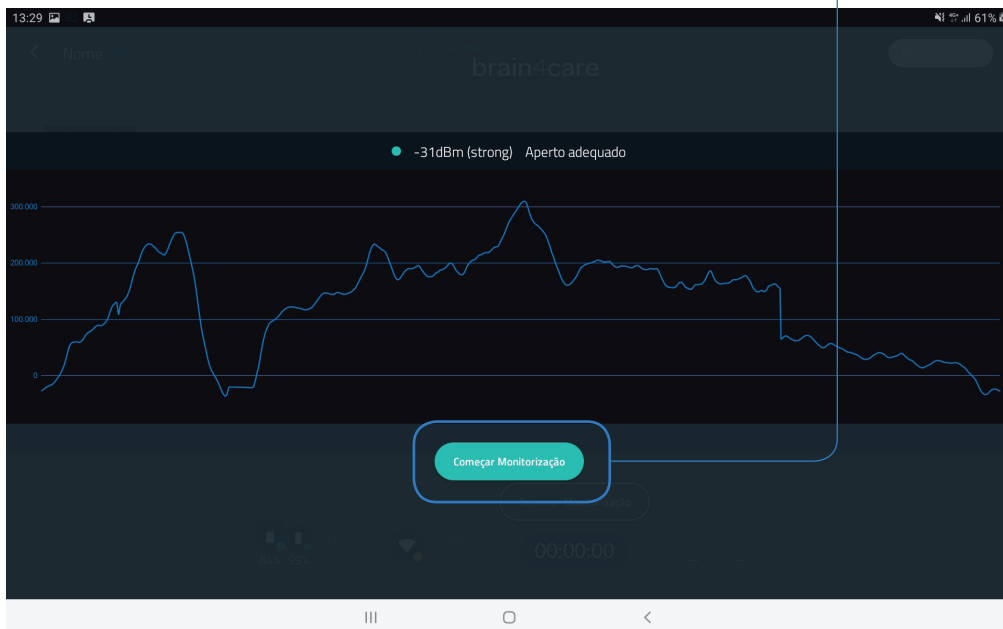 13:29 61%
Nome
brain4care
-31dBm (strong) Aperto adequado
300.000
200.000
100.000
0
Começar Monitorização
00:00:00